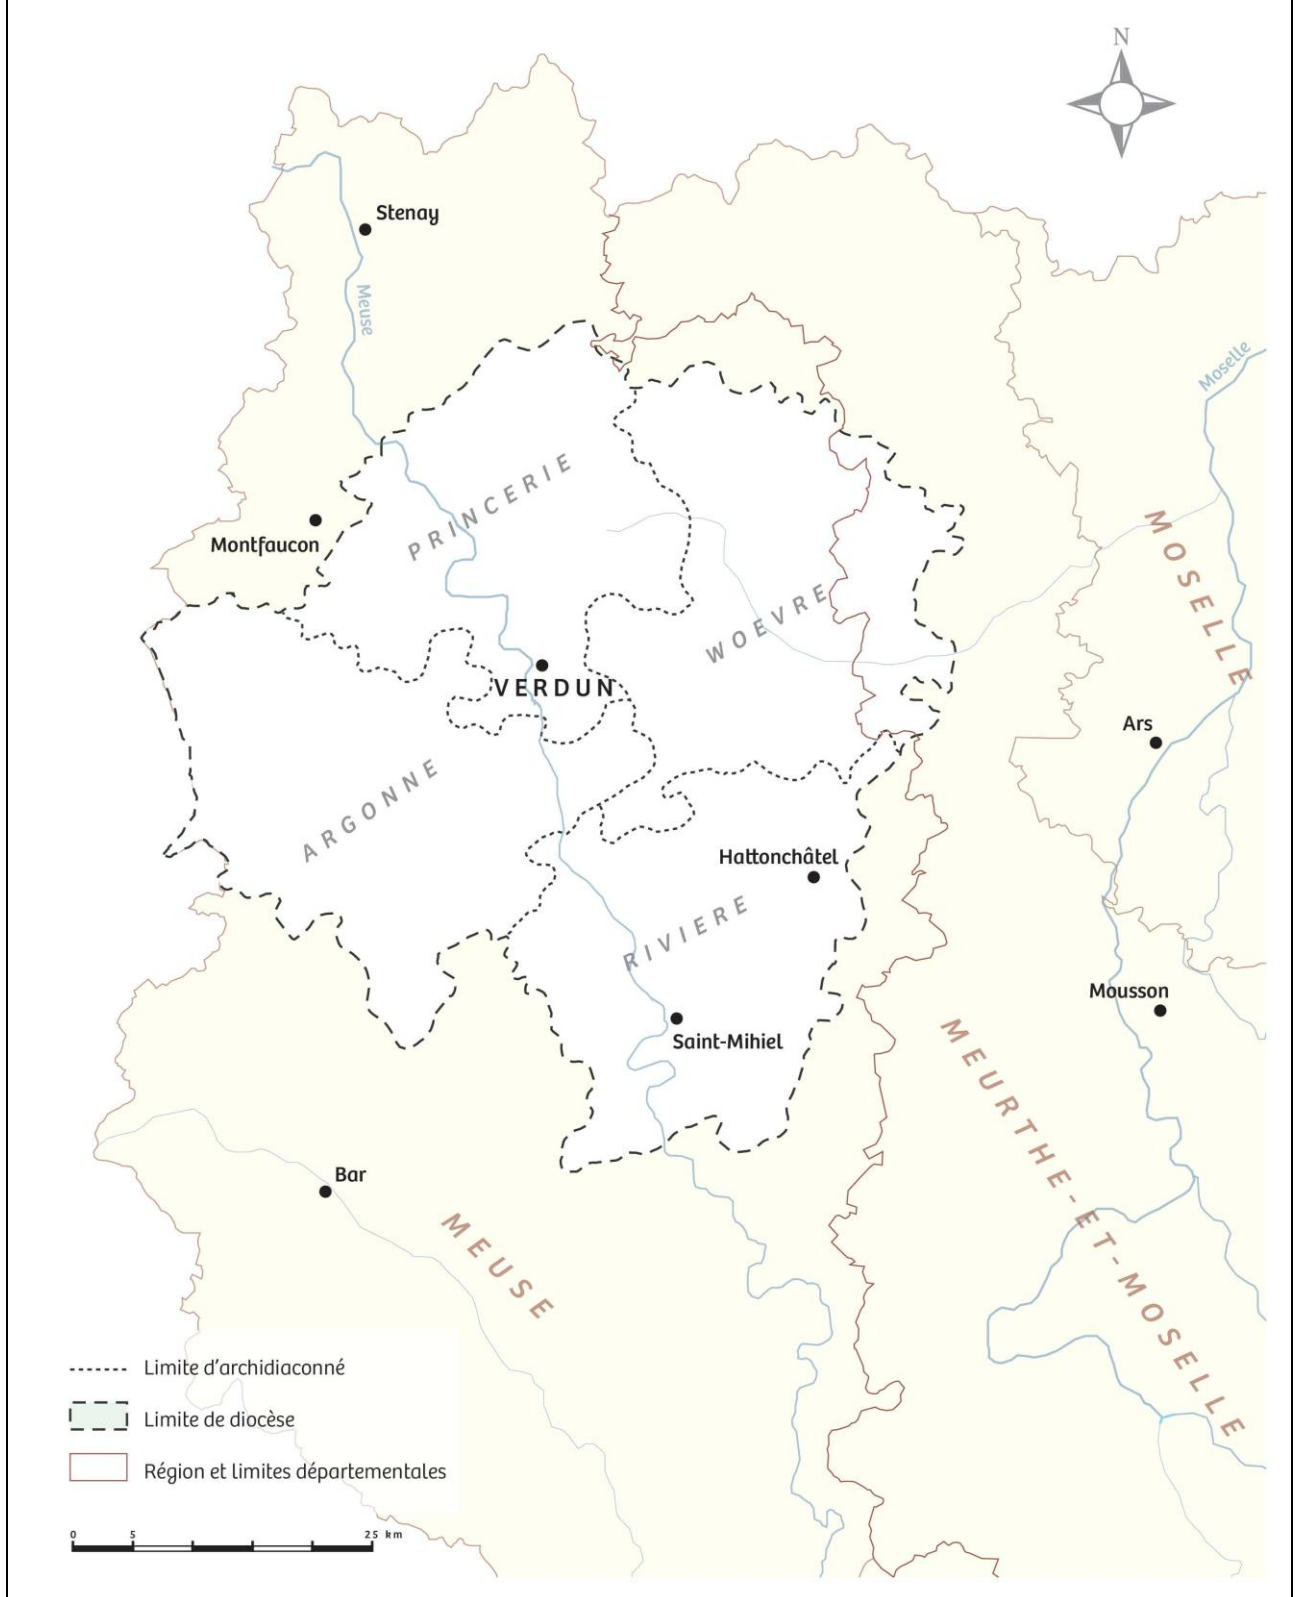 N
Stenay
Meuse
Moselle
PRINCERIE
MOSELLE
Montfaucon
WOEVRE
VERDUN
Ars
ARGONNE
Hattonchâtel
RIVIERE
Mousson
Saint-Mihiel
MEURTHE-ET-MOSELLE
Bar
MEUSE
Limite d'archidiaconné
Limite de diocèse
Région et limites départementales
0 5 25 km